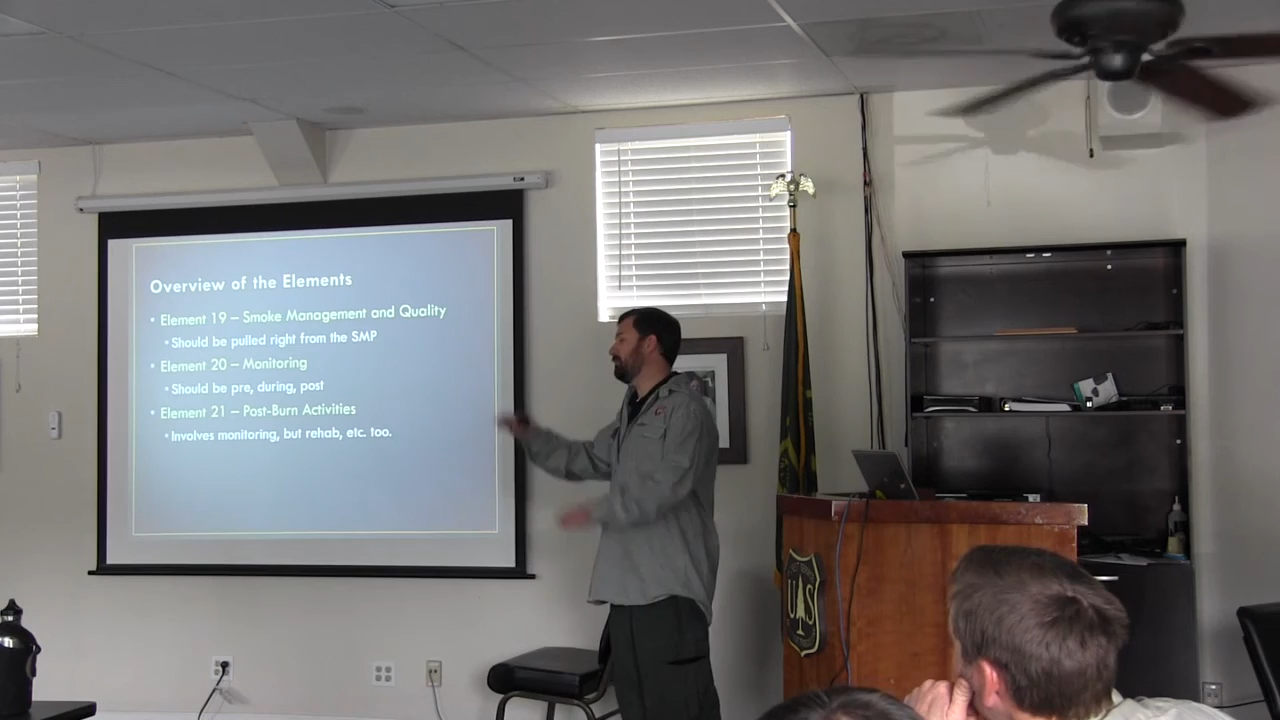 Overview of the Elements
• Element 19 – Smoke Management and Quality
• Should be pulled right from the SMP
• Element 20 – Monitoring
• Should be pre, during, post
• Element 21 – Post-Burn Activities
• Involves monitoring, but rehab, etc. too.
U S